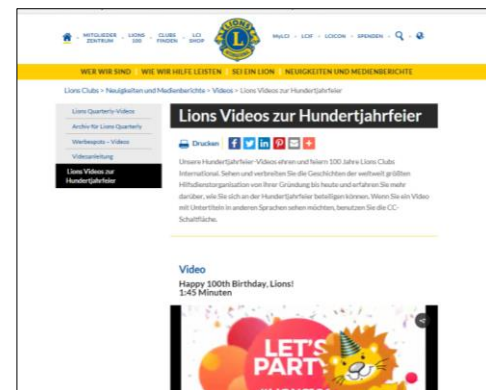 MITGLIEDER ZENTRUM - LIONS 100 - CLUBS FINDEN - LCI SHOP
LIONS
INTERNATIONAL
MyLCI - LCIF - LCICON - SPENDEN
WER WIR SIND | WIE WIR HILFE LEISTEN | SEI EIN LION | NEUIGKEITEN UND MEDIENBERICHTE
Lions Clubs > Neuigkeiten und Medienberichte > Videos > Lions Videos zur Hundertjahrfeier
Lions Quarterly-Videos
Archiv für Lions Quarterly
Werbespots – Videos
Videoanleitung
Lions Videos zur
Hundertjahrfeier
Lions Videos zur Hundertjahrfeier
Drucken
Unsere Hundertjahrfeier-Videos ehren und feiern 100 Jahre Lions Clubs
International. Sehen und verbreiten Sie die Geschichten der weltweit größten
Hilfsdienstorganisation von ihrer Gründung bis heute und erfahren Sie mehr
darüber, wie Sie sich an der Hundertjahrfeier beteiligen können. Wenn Sie ein Video
mit Untertiteln in anderen Sprachen sehen möchten, benutzen Sie die CC-
Schaltfläche.
Video
Happy 100th Birthday, Lions!
1:45 Minuten
LET'S
PARTY